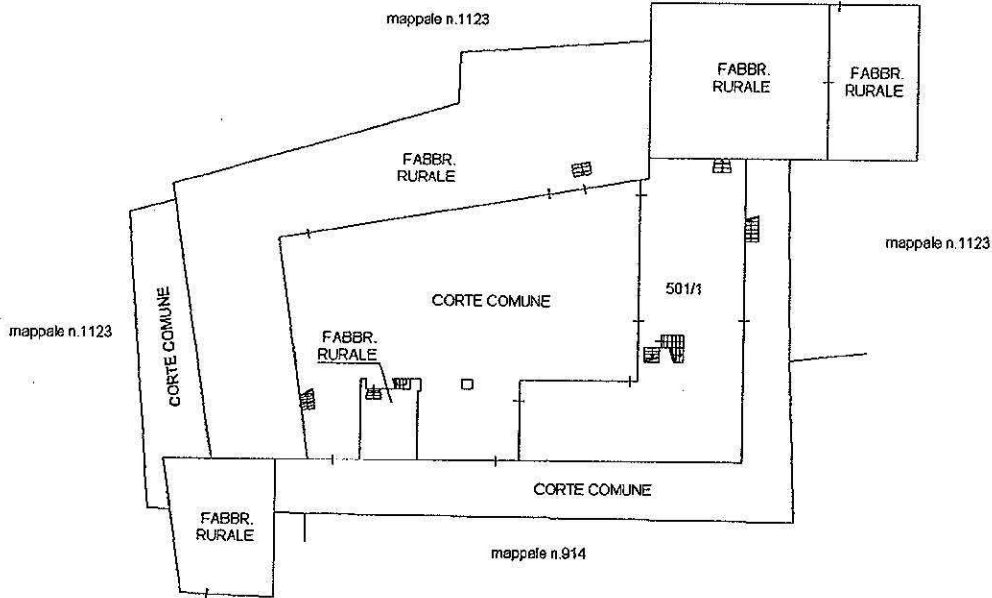 mappale n.1123
FABBR.
RURALE
FABBR.
RURALE
FABBR.
RURALE
mappale n.1123
501/1
CORTE COMUNE
CORTE COMUNE
mappale n.1123
FABBR.
RURALE
CORTE COMUNE
FABBR.
RURALE
mappale n.914